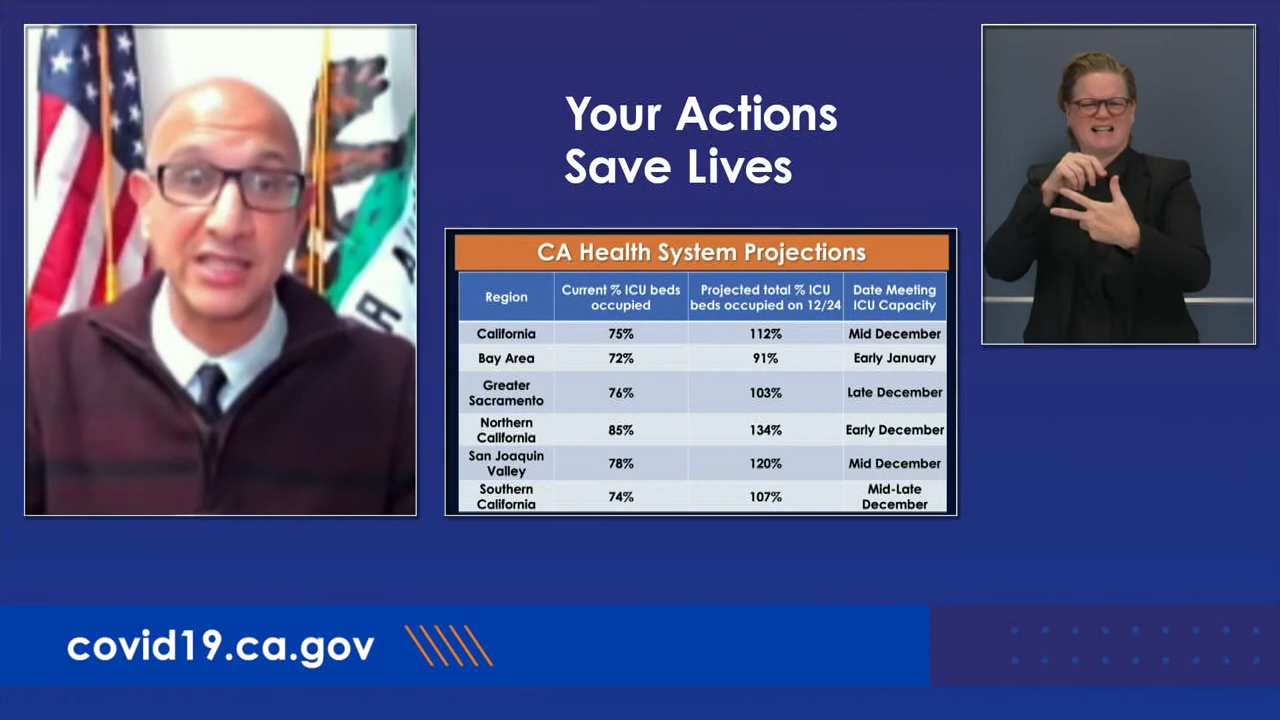 Your Actions
Save Lives
CA Health System Projections
Region
Current % ICU beds
occupied
Projected total % ICU
beds occupied on 12/24
Date Meeting
ICU Capacity
California
75%
112%
Mid December
Bay Area
72%
91%
Early January
Greater
Sacramento
76%
103%
Late December
Northern
California
85%
134%
Early December
San Joaquin
Valley
78%
120%
Mid December
Southern
California
74%
107%
Mid-Late
December
covid19.ca.gov